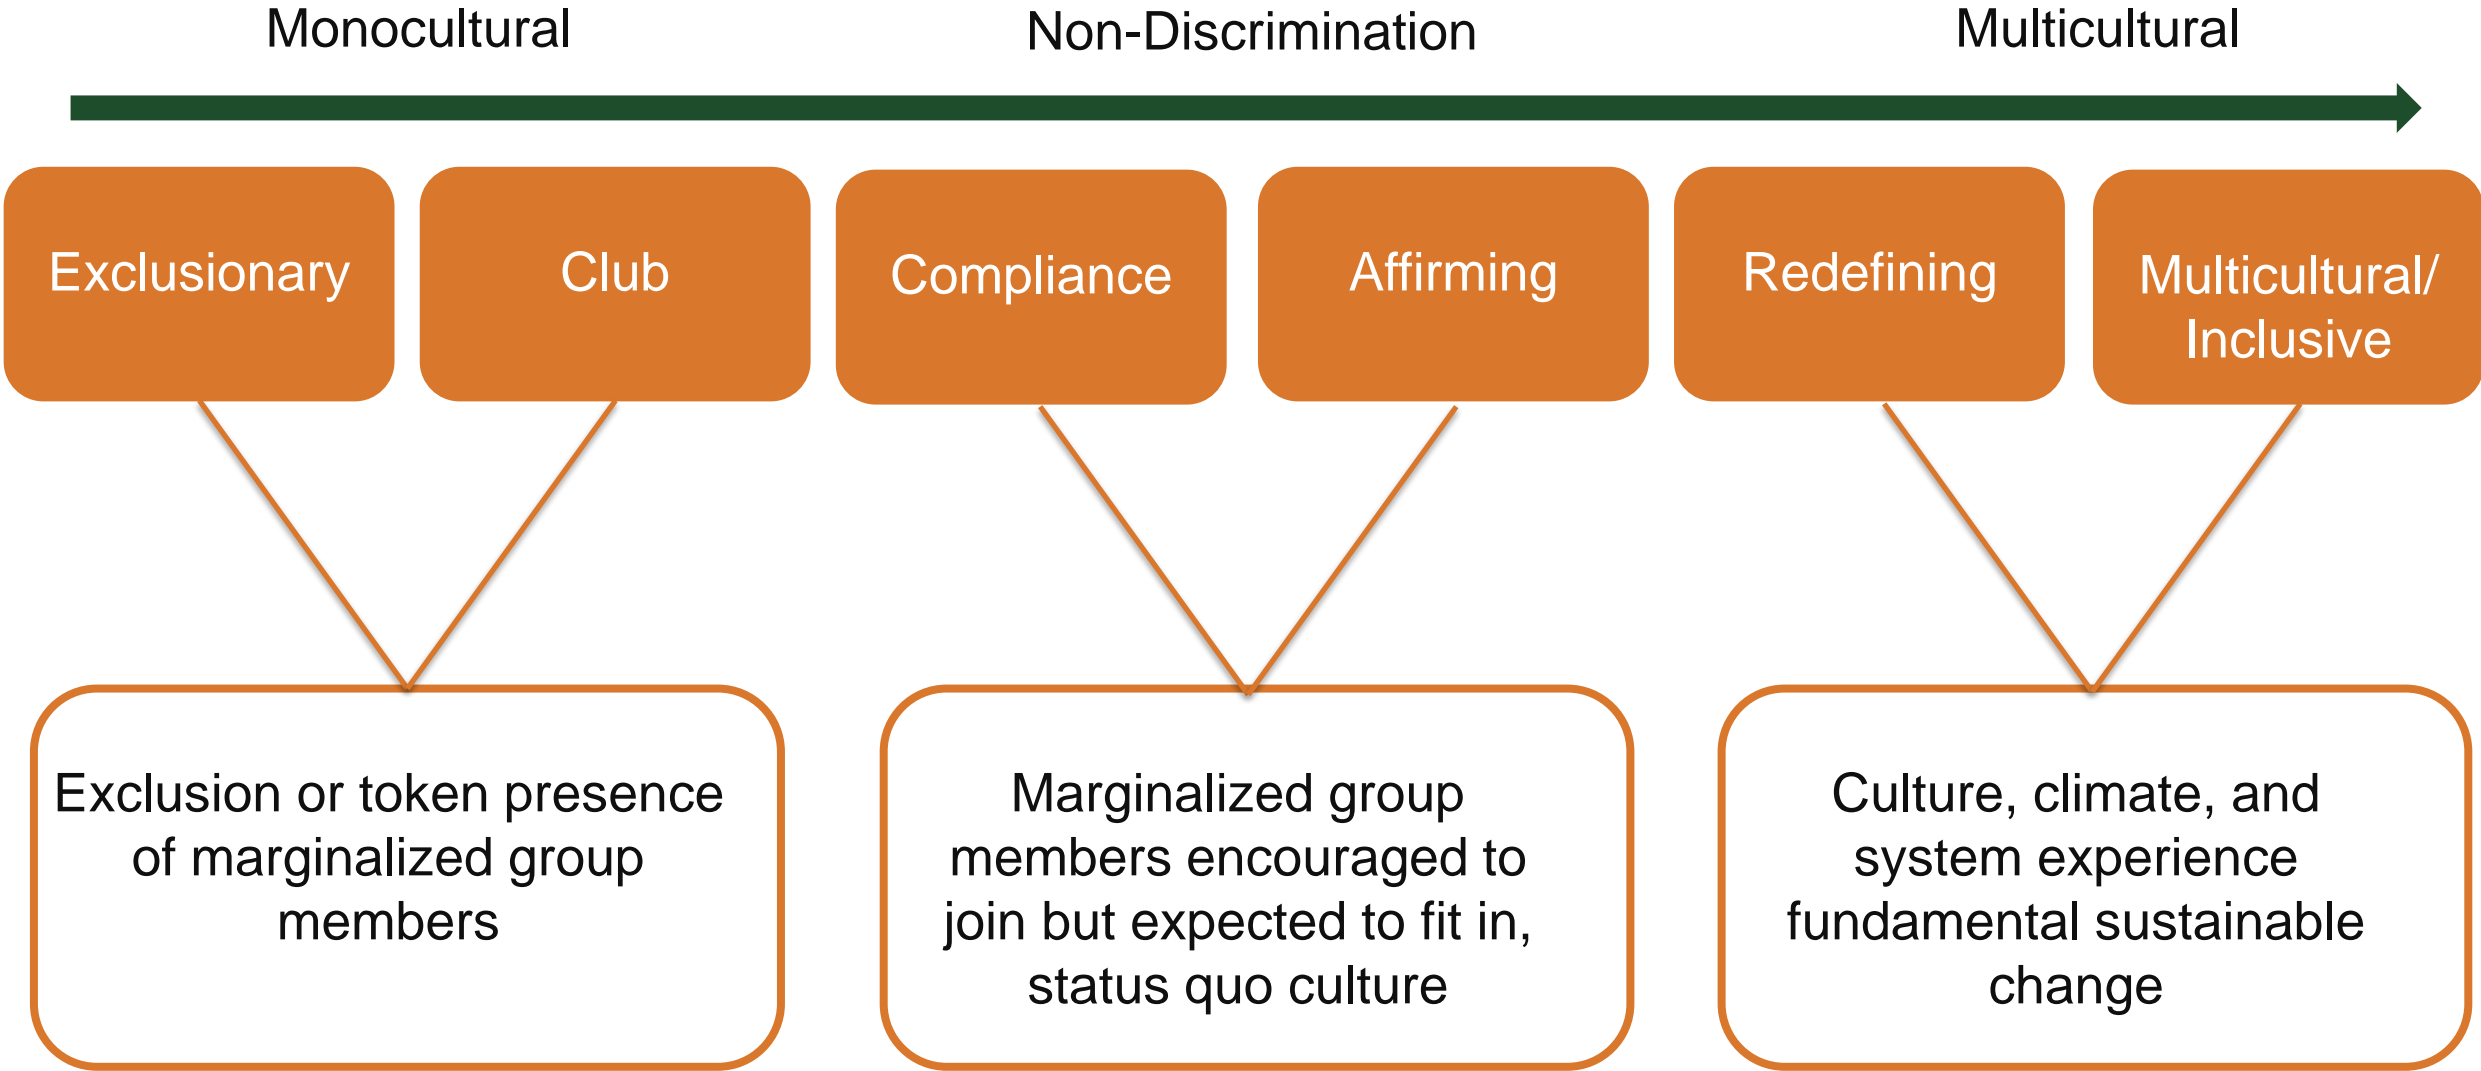 Monocultural
Non-Discrimination
Multicultural
Exclusionary
Club
Compliance
Affirming
Redefining
Multicultural/
Inclusive
Exclusion or token presence
of marginalized group
members
Marginalized group
members encouraged to
join but expected to fit in,
status quo culture
Culture, climate, and
system experience
fundamental sustainable
change